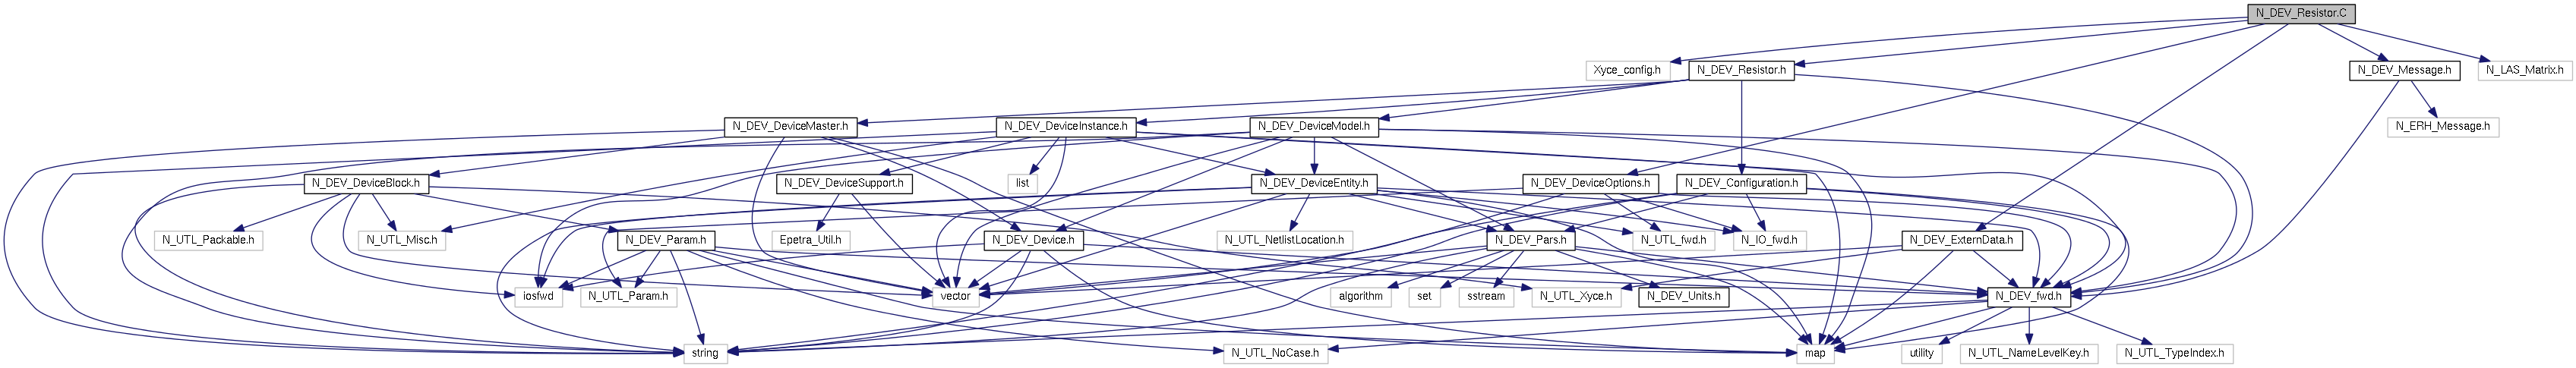 N_DEV_Resistor.C
Xyce_config.h
N_DEV_Resistor.h
N_DEV_Message.h
N_LAS_Matrix.h
N_DEV_DeviceMaster.h
N_DEV_DeviceInstance.h
N_DEV_DeviceModel.h
N_ERH_Message.h
N_DEV_DeviceBlock.h
N_DEV_DeviceSupport.h
list
N_DEV_DeviceEntity.h
N_DEV_DeviceOptions.h
N_DEV_Configuration.h
N_UTL_Packable.h
N_UTL_Misc.h
N_DEV_Param.h
Epetra_Util.h
N_DEV_Device.h
N_UTL_NetlistLocation.h
N_DEV_Pars.h
N_UTL_fwd.h
N_IO_fwd.h
N_DEV_ExternData.h
iosfwd
N_UTL_Param.h
vector
algorithm
set
sstream
N_DEV_Units.h
N_UTL_Xyce.h
N_DEV_fwd.h
string
N_UTL_NoCase.h
map
utility
N_UTL_NameLevelKey.h
N_UTL_TypeIndex.h